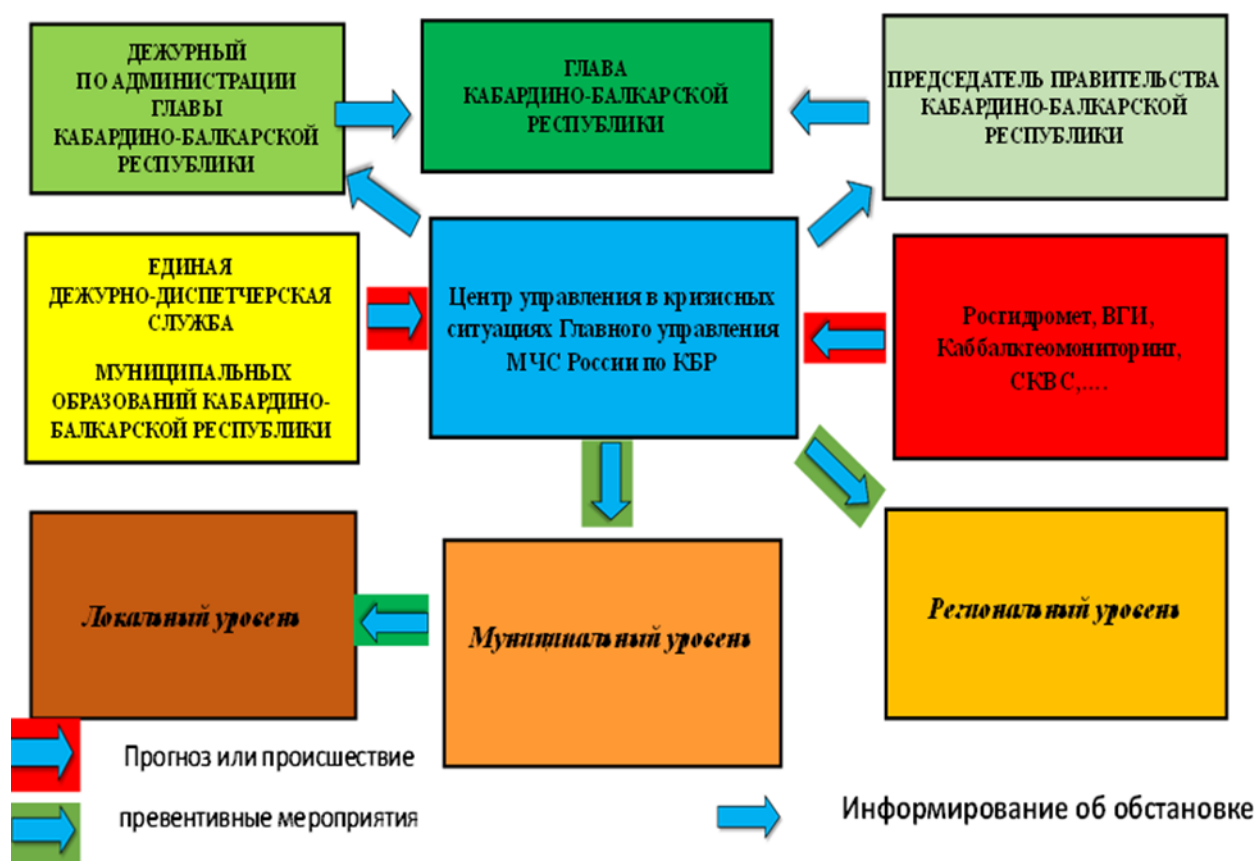 ДЕЖУРНЫЙ
ПО АДМИНИСТРАЦИИ
ГЛАВЫ
КАБАРДИНО-БАЛКАРСКОЙ
РЕСПУБЛИКИ
ГЛАВА
КАБАРДИНО-БАЛКАРСКОЙ
РЕСПУБЛИКИ
ПРЕДСЕДАТЕЛЬ ПРАВИТЕЛЬСТВА
КАБАРДИНО-БАЛКАРСКОЙ
РЕСПУБЛИКИ
ЕДИНАЯ
ДЕЖУРНО-ДИСПЕТЧЕРСКАЯ
СЛУЖБА
МУНИЦИПАЛЬНЫХ
ОБРАЗОВАНИЙ КАБАРДИНО-
БАЛКАРСКОЙ РЕСПУБЛИКИ
Центр управления в кризисных
ситуациях Главного управления
МЧС России по КБР
Росгидромет, ВГИ,
Каббалкгеомониторинг,
СКВС,....
Локальный уровень
Муниципальный уровень
Региональный уровень
Прогноз или происшествие
превентивные мероприятия
Информирование об обстановке